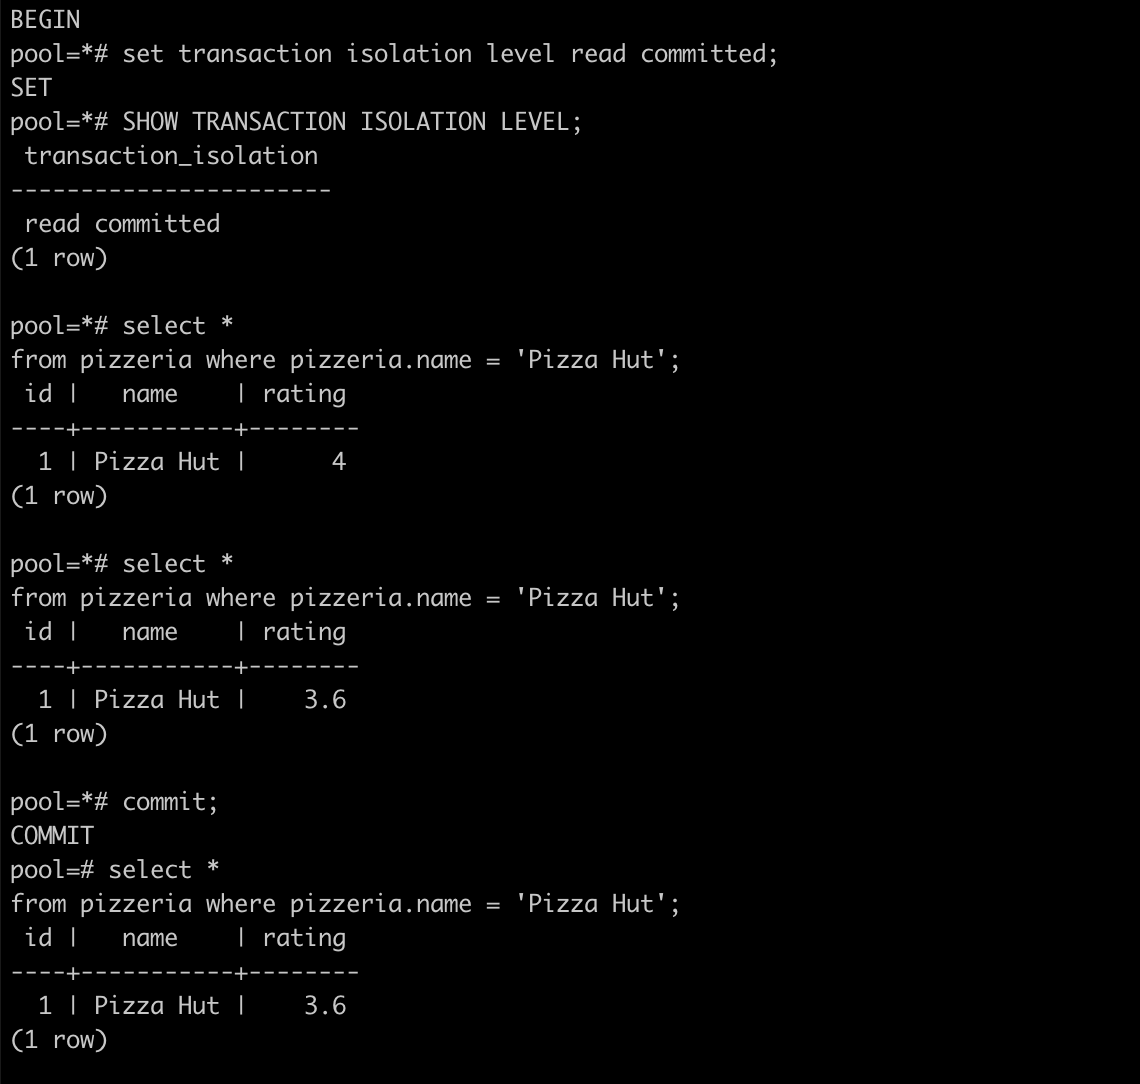 BEGIN
pool=*# set transaction isolation level read committed;
SET
pool=*# SHOW TRANSACTION ISOLATION LEVEL;
 transaction_isolation
-----------------------
 read committed
(1 row)

pool=*# select *
from pizzeria where pizzeria.name = 'Pizza Hut';
 id |   name    | rating
----+-----------+--------
  1 | Pizza Hut |      4
(1 row)

pool=*# select *
from pizzeria where pizzeria.name = 'Pizza Hut';
 id |   name    | rating
----+-----------+--------
  1 | Pizza Hut |    3.6
(1 row)

pool=*# commit;
COMMIT
pool=# select *
from pizzeria where pizzeria.name = 'Pizza Hut';
 id |   name    | rating
----+-----------+--------
  1 | Pizza Hut |    3.6
(1 row)